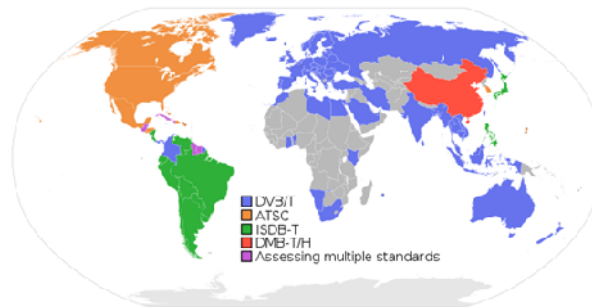 DVB/T
ATSC
ISDB-T
DMB-T/H
Assessing multiple standards